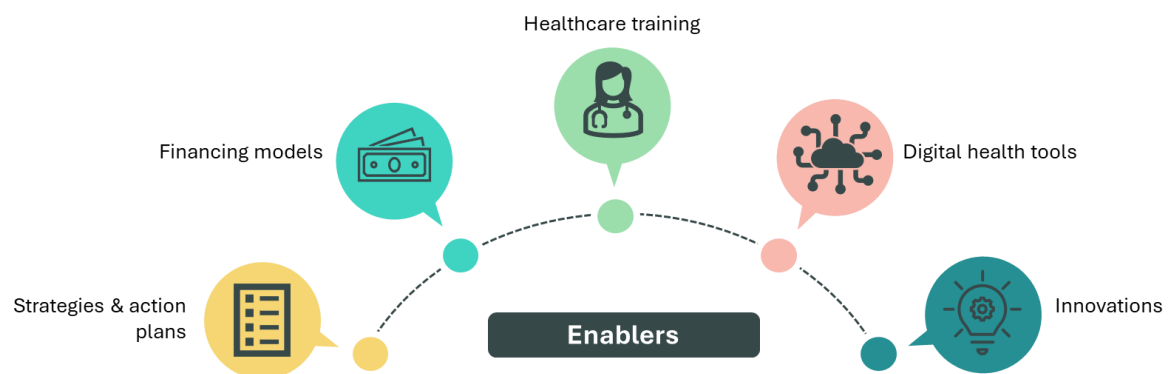 Healthcare training
Financing models
Digital health tools
Strategies & action
plans
Innovations
Enablers